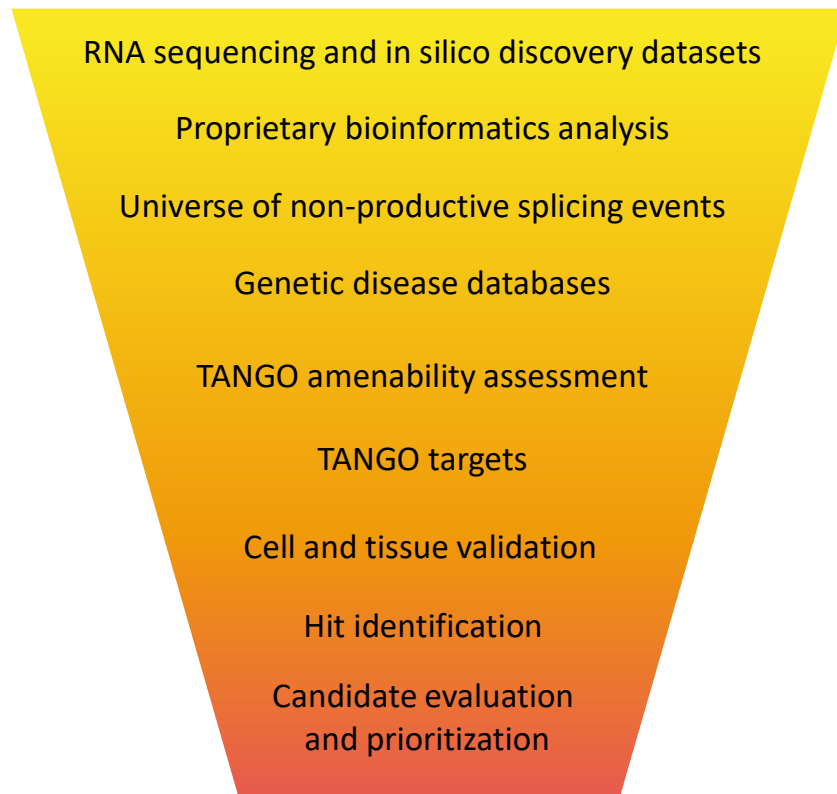 RNA sequencing and in silico discovery datasets
Proprietary bioinformatics analysis
Universe of non-productive splicing events
Genetic disease databases
TANGO amenability assessment
TANGO targets
Cell and tissue validation
Hit identification
Candidate evaluation
and prioritization